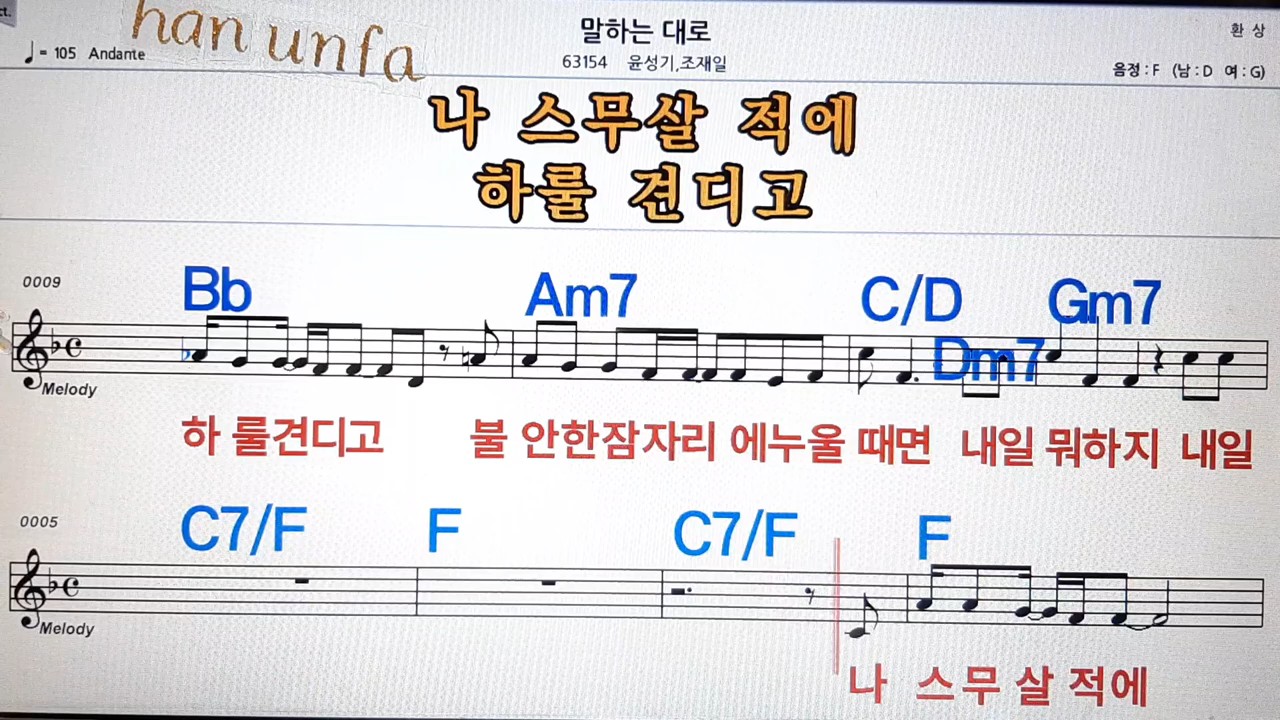 ct.
han unfa
말하는 대로
환 상
♩= 105 Andante
63154 윤성기,조재일
음정 : F (남 : D 여 : G)
나 스무살 적에
하룰 견디고
0009
Bb Am7 C/D Dm7 Gm7
Melody
하 룰견디고 불 안한잠자리 에누울 때면 내일 뭐하지 내일
0005
C7/F F C7/F F
Melody
나 스무 살 적에